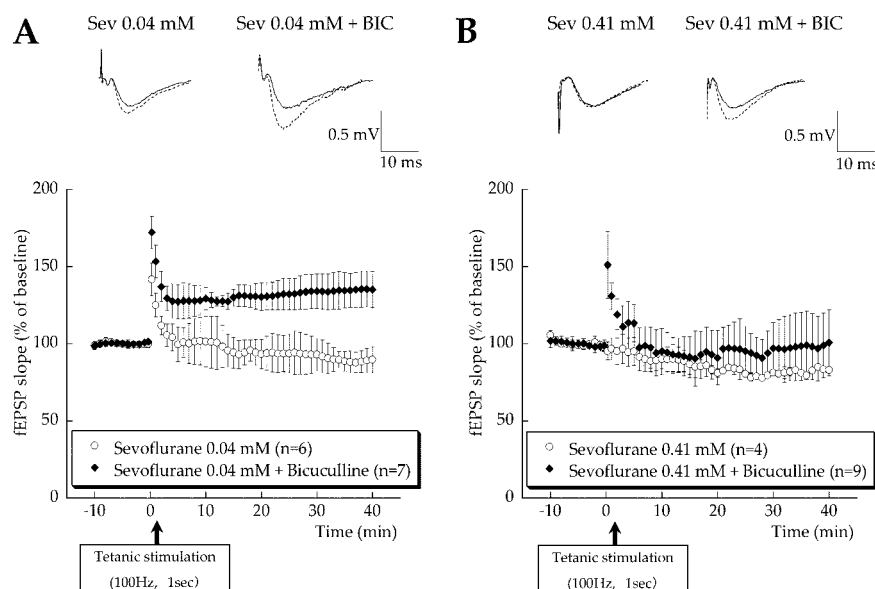 A
Sev 0.04 mM
Sev 0.04 mM + BIC
0.5 mV
10 ms
fEPSP slope (% of baseline)
200
150
100
50
0
Sevoflurane 0.04 mM (n=6)
Sevoflurane 0.04 mM + Bicuculline (n=7)
-10 0 10 20 30 40
Time (min)
Tetanic stimulation
(100Hz, 1sec)
B
Sev 0.41 mM
Sev 0.41 mM + BIC
0.5 mV
10 ms
fEPSP slope (% of baseline)
200
150
100
50
0
Sevoflurane 0.41 mM (n=4)
Sevoflurane 0.41 mM + Bicuculline (n=9)
-10 0 10 20 30 40
Time (min)
Tetanic stimulation
(100Hz, 1sec)